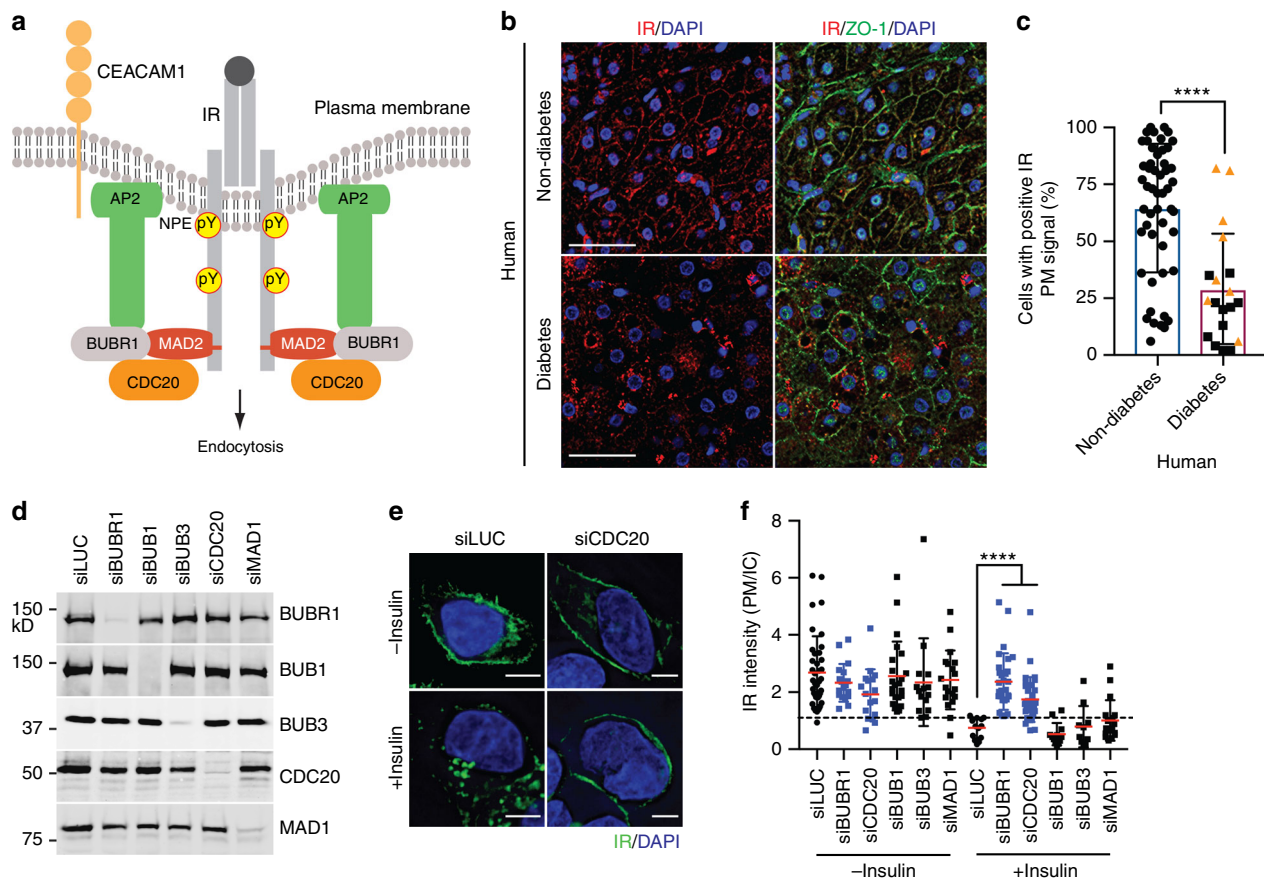 a
CEACAM1
IR
Plasma membrane
AP2
AP2
NPE
pY
pY
pY
pY
BUBR1
MAD2
MAD2
BUBR1
CDC20
CDC20
Endocytosis
b
IR/DAPI
IR/ZO-1/DAPI
Non-diabetes
Diabetes
Human
c
****
Cells with positive IR
PM signal (%)
100
75
50
25
0
Non-diabetes
Diabetes
Human
d
siLUC
siBUBR1
siBUB1
siBUB3
siCDC20
siMAD1
150
kD
BUBR1
150
BUB1
37
BUB3
50
CDC20
75
MAD1
e
siLUC
siCDC20
–Insulin
+Insulin
IR/DAPI
f
IR intensity (PM/IC)
8
6
4
2
0
****
siLUC
siBUBR1
siCDC20
siBUB1
siBUB3
siMAD1
siLUC
siBUBR1
siCDC20
siBUB1
siBUB3
siMAD1
–Insulin
+Insulin